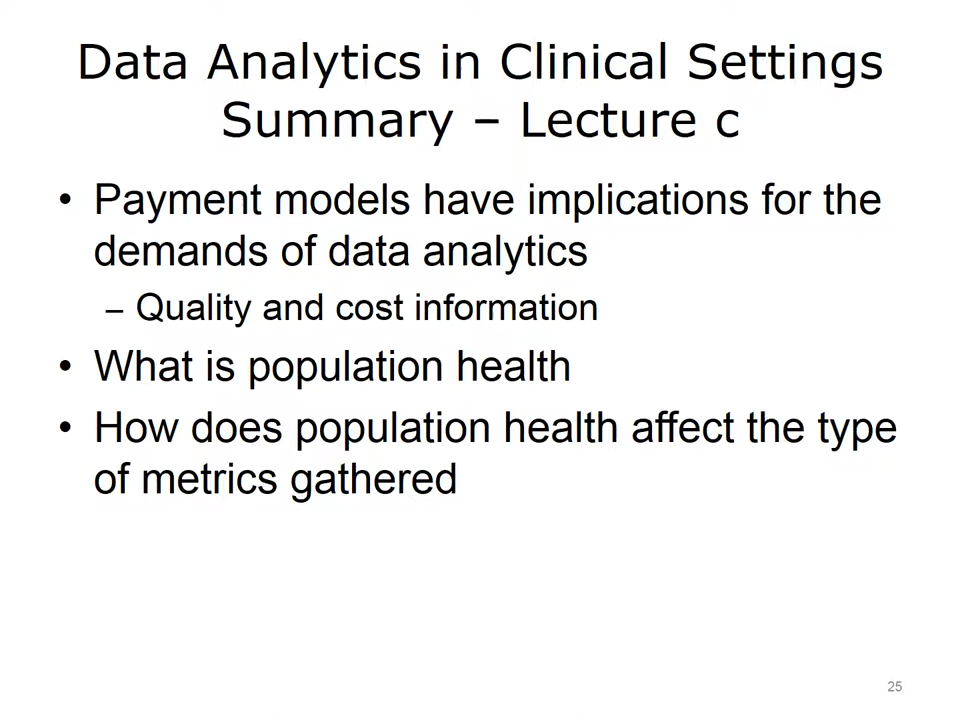 Data Analytics in Clinical Settings
Summary – Lecture c
• Payment models have implications for the
demands of data analytics
– Quality and cost information
• What is population health
• How does population health affect the type
of metrics gathered
25